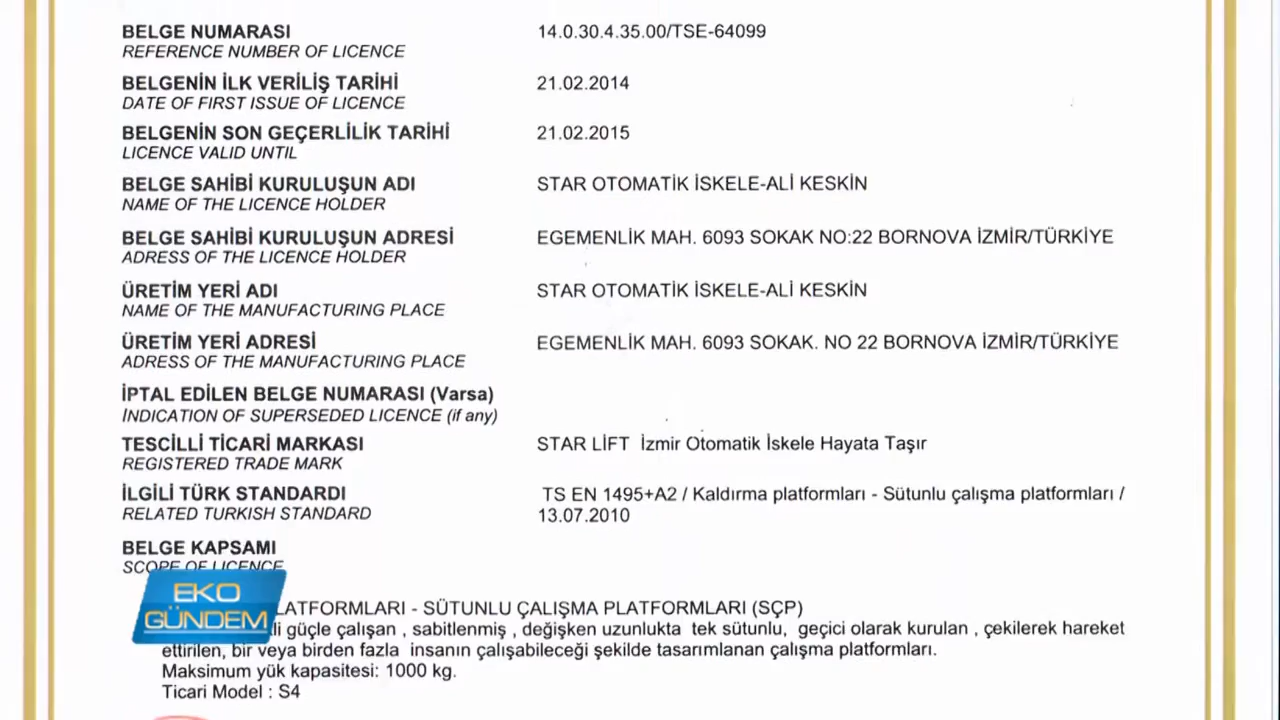 BELGE NUMARASI 14.0.30.4.35.00/TSE-64099
REFERENCE NUMBER OF LICENCE
BELGENİN İLK VERİLİŞ TARİHİ 21.02.2014
DATE OF FIRST ISSUE OF LICENCE
BELGENİN SON GEÇERLİLİK TARİHİ 21.02.2015
LICENCE VALID UNTIL
BELGE SAHİBİ KURULUŞUN ADI STAR OTOMATİK İSKELE-ALİ KESKİN
NAME OF THE LICENCE HOLDER
BELGE SAHİBİ KURULUŞUN ADRESİ EGEMENLİK MAH. 6093 SOKAK NO:22 BORNOVA İZMİR/TÜRKİYE
ADRESS OF THE LICENCE HOLDER
ÜRETİM YERİ ADI STAR OTOMATİK İSKELE-ALİ KESKİN
NAME OF THE MANUFACTURING PLACE
ÜRETİM YERİ ADRESİ EGEMENLİK MAH. 6093 SOKAK. NO 22 BORNOVA İZMİR/TÜRKİYE
ADRESS OF THE MANUFACTURING PLACE
İPTAL EDİLEN BELGE NUMARASI (Varsa)
INDICATION OF SUPERSEDED LICENCE (if any)
TESCİLLİ TİCARİ MARKASI STAR LİFT İzmir Otomatik İskele Hayata Taşır
REGISTERED TRADE MARK
İLGİLİ TÜRK STANDARDI TS EN 1495+A2 / Kaldırma platformları - Sütunlu çalışma platformları /
RELATED TURKISH STANDARD 13.07.2010
BELGE KAPSAMI
SCOPE OF LICENCE
EKO
GÜNDEM
LATFORMLARI - SÜTUNLU ÇALIŞMA PLATFORMLARI (SÇP)
güçle çalışan , sabitlenmiş , değişken uzunlukta tek sütunlu, geçici olarak kurulan , çekilerek hareket
ettirilen, bir veya birden fazla insanın çalışabileceği şekilde tasarımlanan çalışma platformları.
Maksimum yük kapasitesi: 1000 kg.
Ticari Model : S4